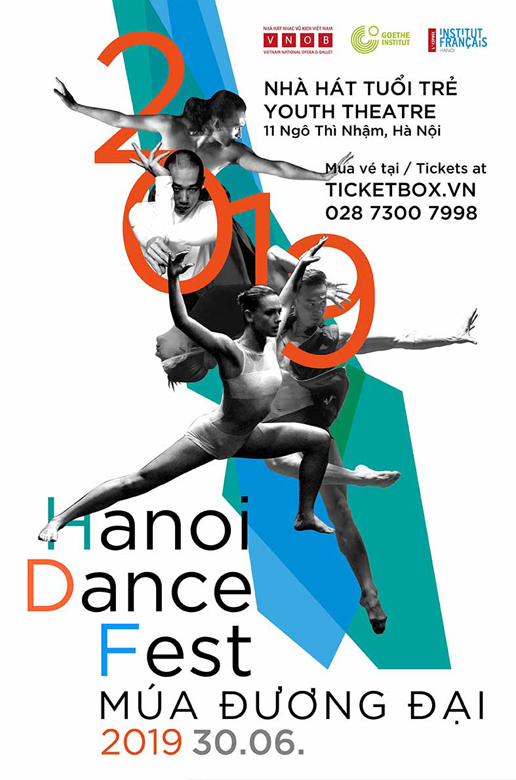 NHÀ HÁT NHẠC VŨ KỊCH VIỆT NAM
VNOB
VIETNAM NATIONAL OPERA & BALLET
GOETHE
INSTITUT
INSTITUT
FRANÇAIS
HANOI
NHÀ HÁT TUỔI TRẺ
YOUTH THEATRE
11 Ngô Thì Nhậm, Hà Nội
Mua vé tại / Tickets at
TICKETBOX.VN
028 7300 7998
2019
Hanoi
Dance
Fest
MÚA ĐƯƠNG ĐẠI
2019 30.06.